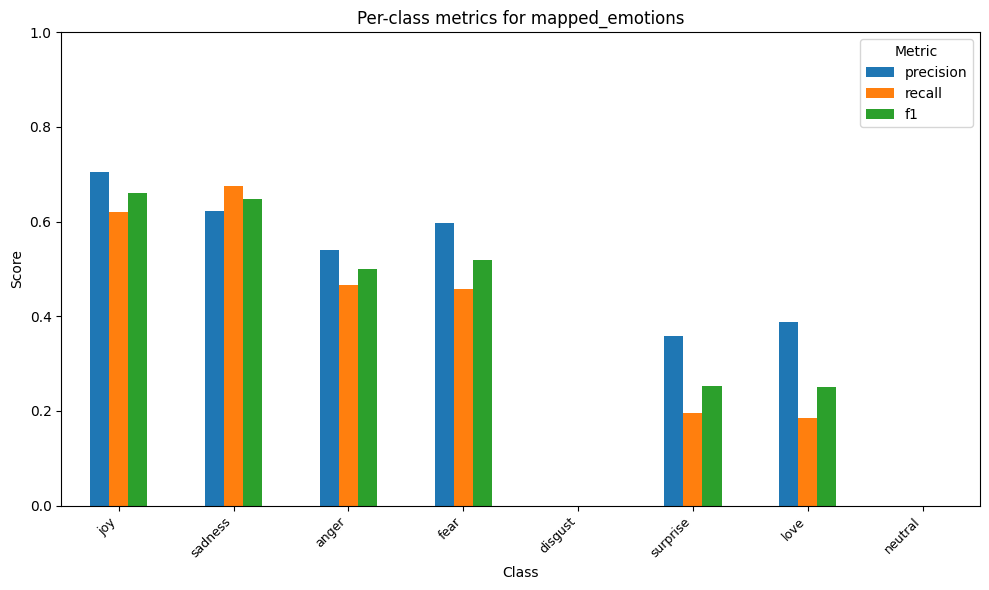 Per-class metrics for mapped_emotions
Metric
precision
recall
f1
Score
1.0
0.8
0.6
0.4
0.2
0.0
joy
sadness
anger
fear
disgust
surprise
love
neutral
Class